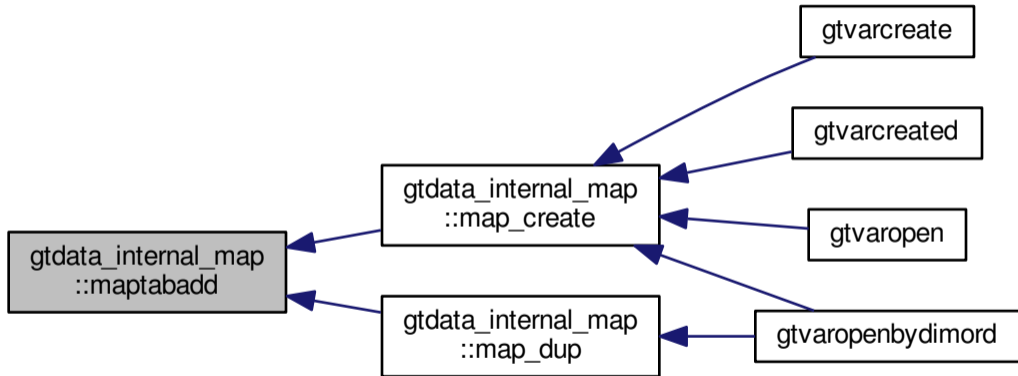 gtvarcreate
gtvarcreated
gtdata_internal_map
::map_create
gtvaropen
gtdata_internal_map
::maptabadd
gtdata_internal_map
::map_dup
gtvaropenbydimord